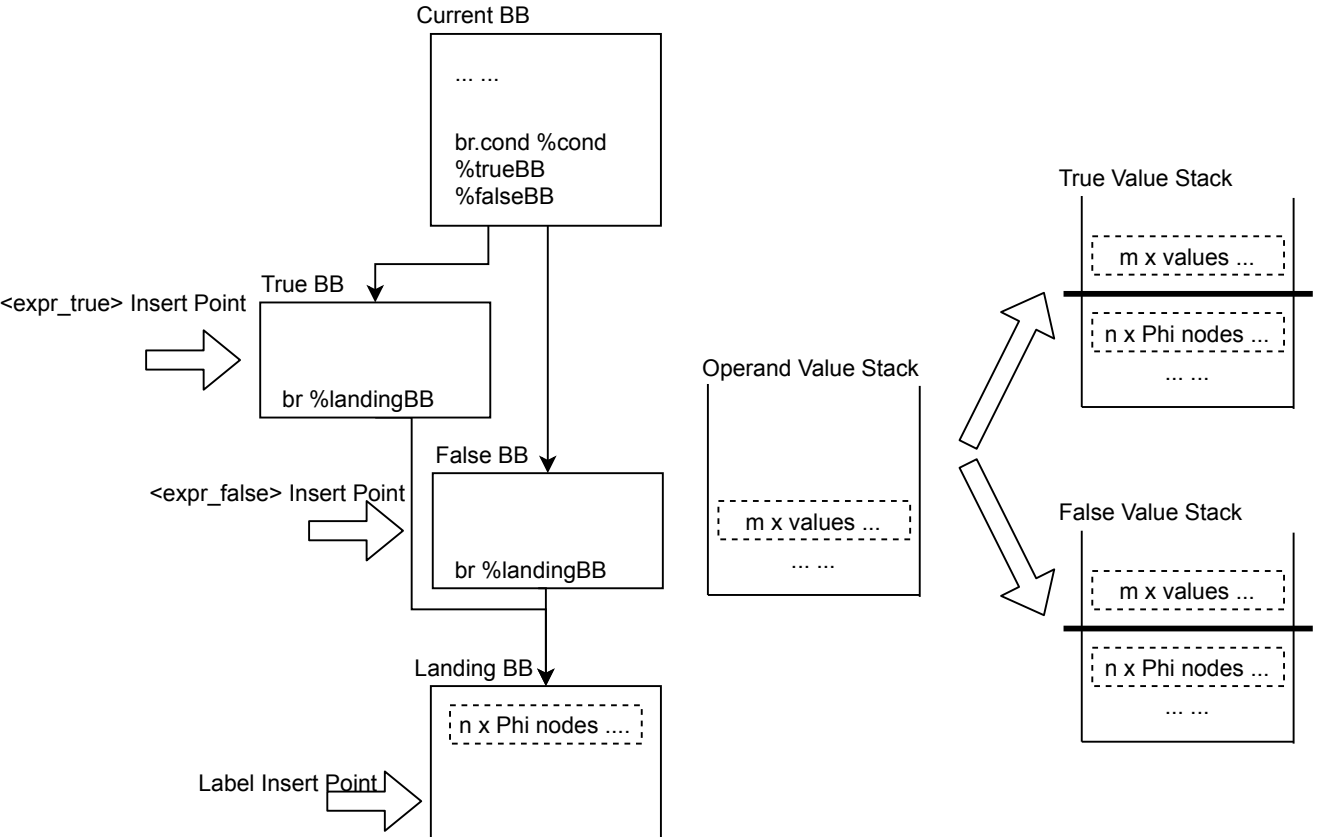 Current BB
... ...
br.cond %cond
%trueBB
%falseBB
True BB
<expr_true> Insert Point
br %landingBB
False BB
<expr_false> Insert Point
br %landingBB
Landing BB
n x Phi nodes ....
Label Insert Point
Operand Value Stack
m x values ...
... ...
True Value Stack
m x values ...
n x Phi nodes ...
... ...
False Value Stack
m x values ...
n x Phi nodes ...
... ...